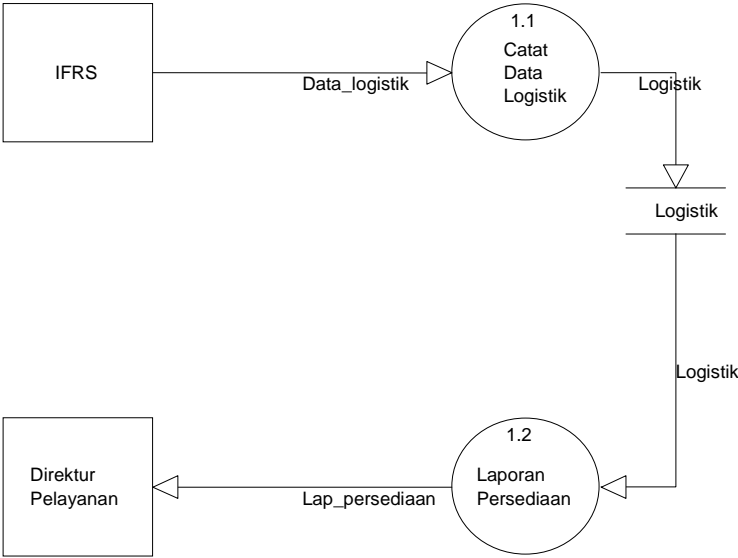 IFRS
Data_logistik
1.1
Catat
Data
Logistik
Logistik
Logistik
Logistik
Direktur
Pelayanan
Lap_persediaan
1.2
Laporan
Persediaan